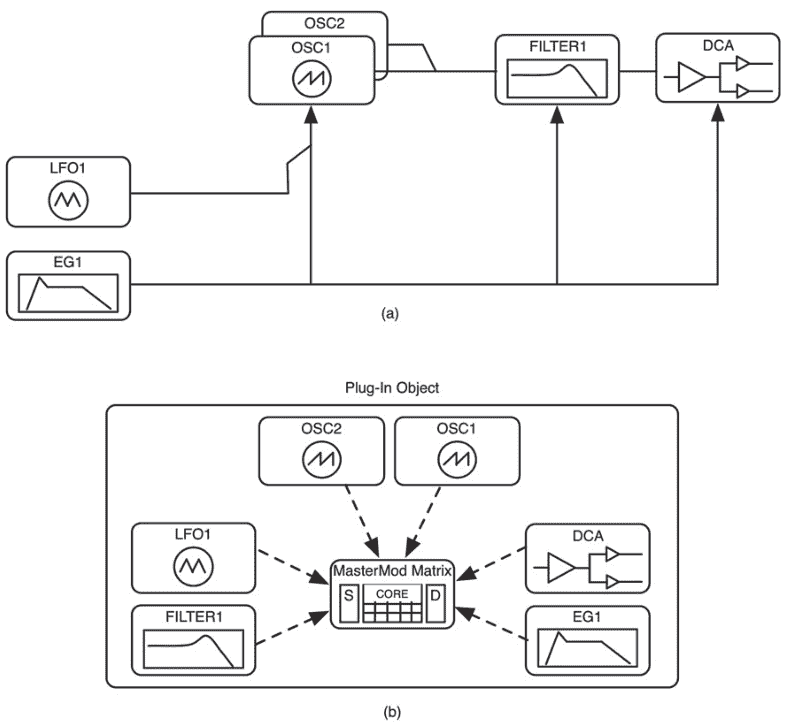 OSC2
OSC1
FILTER1
DCA
LFO1
EG1
(a)
Plug-In Object
OSC2
OSC1
LFO1
DCA
MasterMod Matrix
S
CORE
D
FILTER1
EG1
(b)